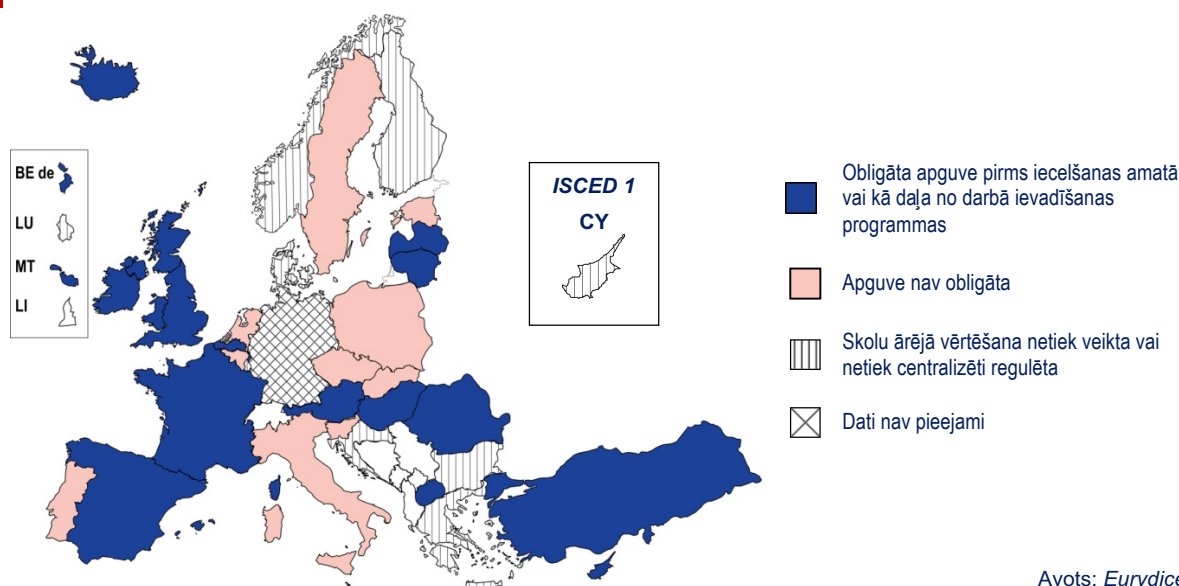 BE de
LU
MT
LI
ISCED 1
CY
Obligāta apguve pirms iecelšanas amatā
vai kā daļa no darbā ievadīšanas
programmas
Apguve nav obligāta
Skolu ārējā vērtēšana netiek veikta vai
netiek centralizēti regulēta
Dati nav pieejami
Avots: Eurydice